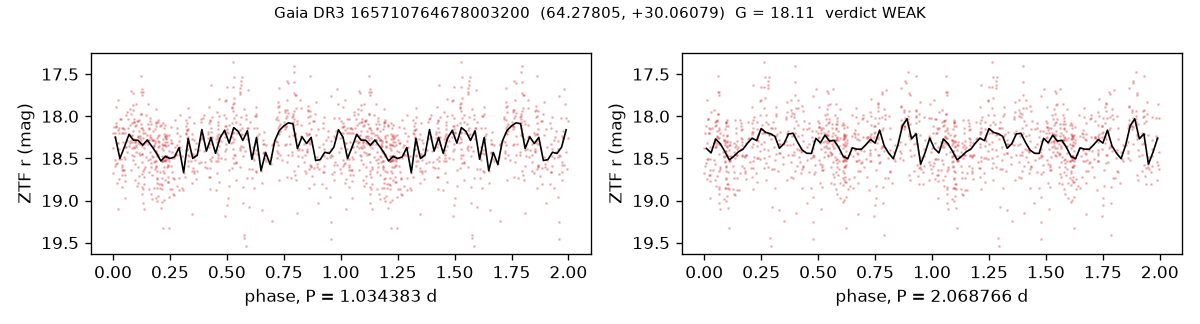 Gaia DR3 165710764678003200  (64.27805, +30.06079)  G = 18.11  verdict WEAK
ZTF r (mag)
17.5
18.0
18.5
19.0
19.5
0.00 0.25 0.50 0.75 1.00 1.25 1.50 1.75 2.00
phase, P = 1.034383 d
ZTF r (mag)
17.5
18.0
18.5
19.0
19.5
0.00 0.25 0.50 0.75 1.00 1.25 1.50 1.75 2.00
phase, P = 2.068766 d